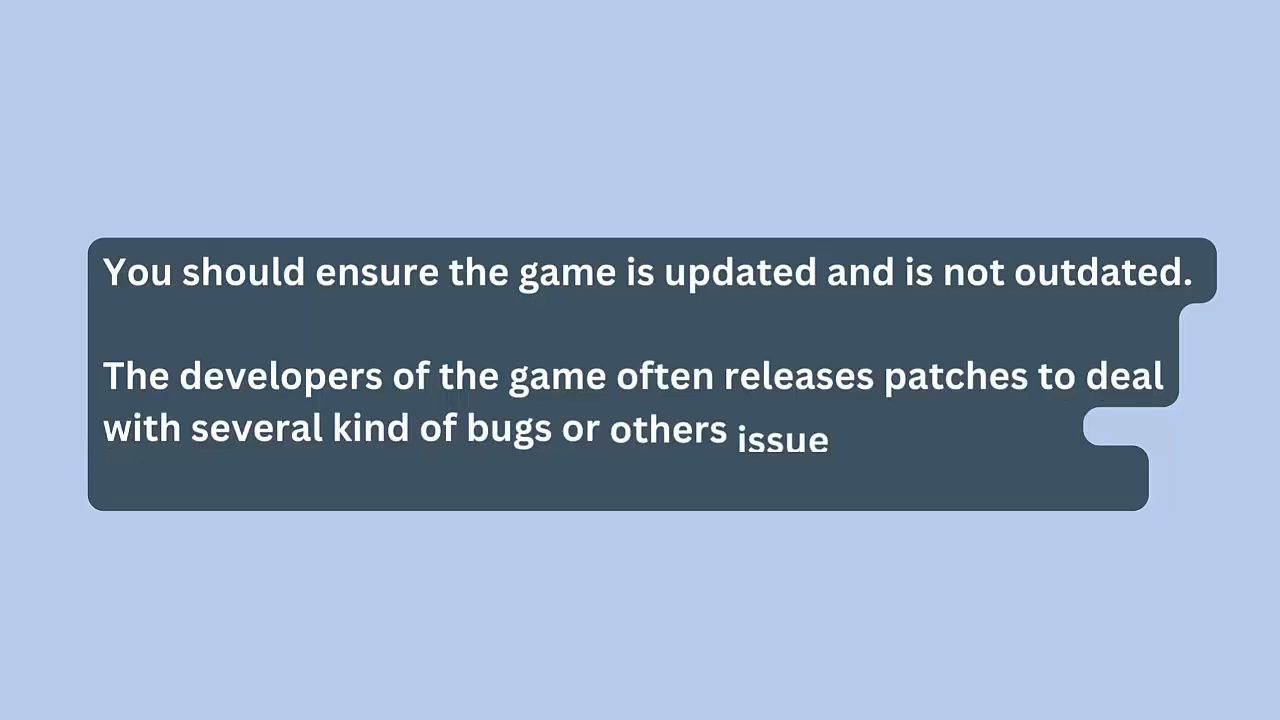 You should ensure the game is updated and is not outdated.
The developers of the game often releases patches to deal
with several kind of bugs or others issue